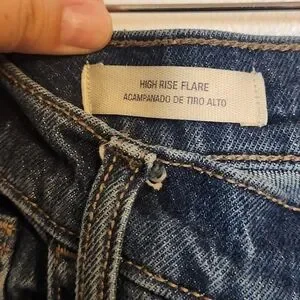 HIGH RISE FLARE
ACAMPANADO DE TIRO ALTO